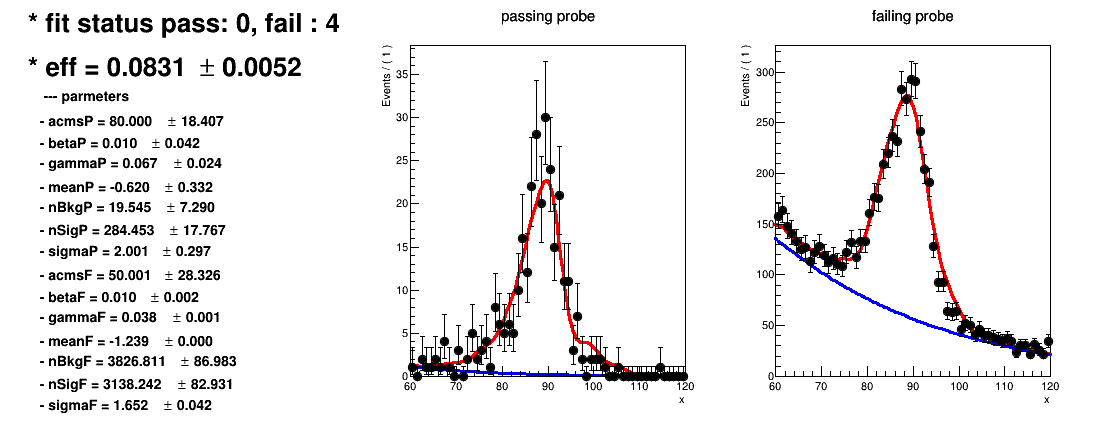 * fit status pass: 0, fail : 4
* eff = 0.0831 ± 0.0052
--- parmeters
- acmsP = 80.000 ± 18.407
- betaP = 0.010 ± 0.042
- gammaP = 0.067 ± 0.024
- meanP = -0.620 ± 0.332
- nBkgP = 19.545 ± 7.290
- nSigP = 284.453 ± 17.767
- sigmaP = 2.001 ± 0.297
- acmsF = 50.001 ± 28.326
- betaF = 0.010 ± 0.002
- gammaF = 0.038 ± 0.001
- meanF = -1.239 ± 0.000
- nBkgF = 3826.811 ± 86.983
- nSigF = 3138.242 ± 82.931
- sigmaF = 1.652 ± 0.042
passing probe
Events / ( 1 )
35
30
25
20
15
10
5
0
60 70 80 90 100 110 120
x
failing probe
Events / ( 1 )
300
250
200
150
100
50
0
60 70 80 90 100 110 120
x